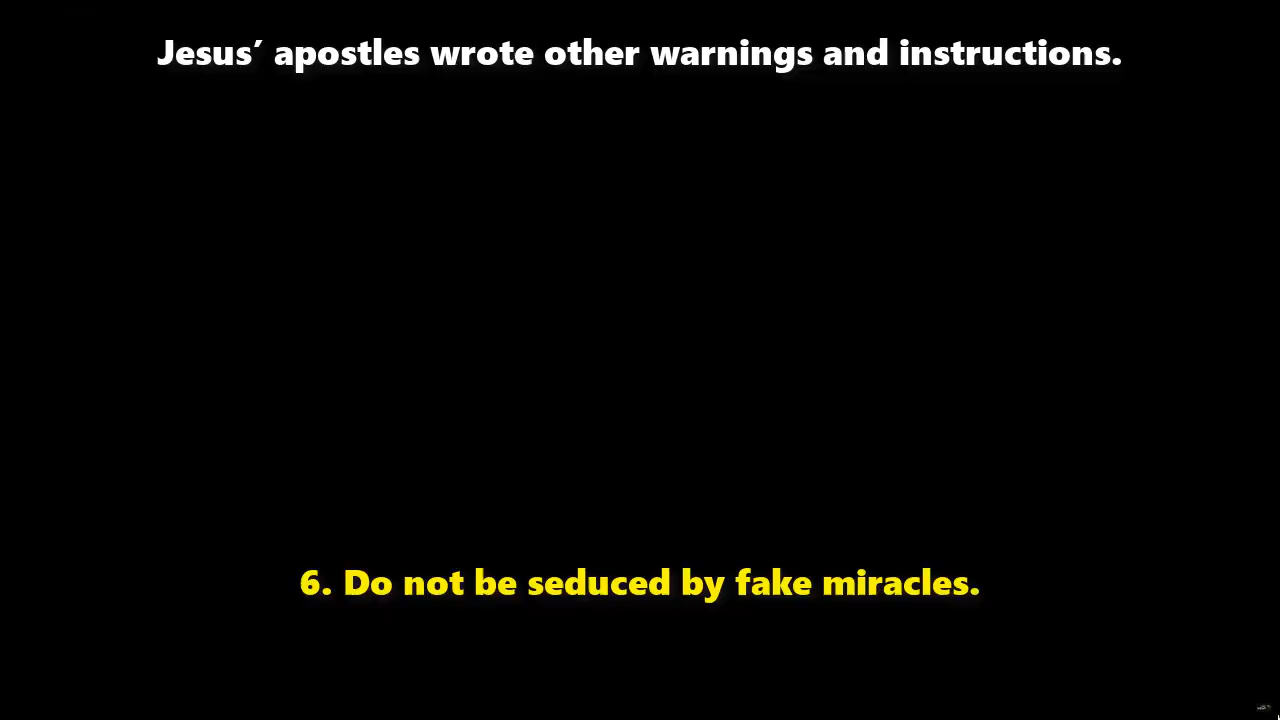 Jesus’ apostles wrote other warnings and instructions.
6. Do not be seduced by fake miracles.